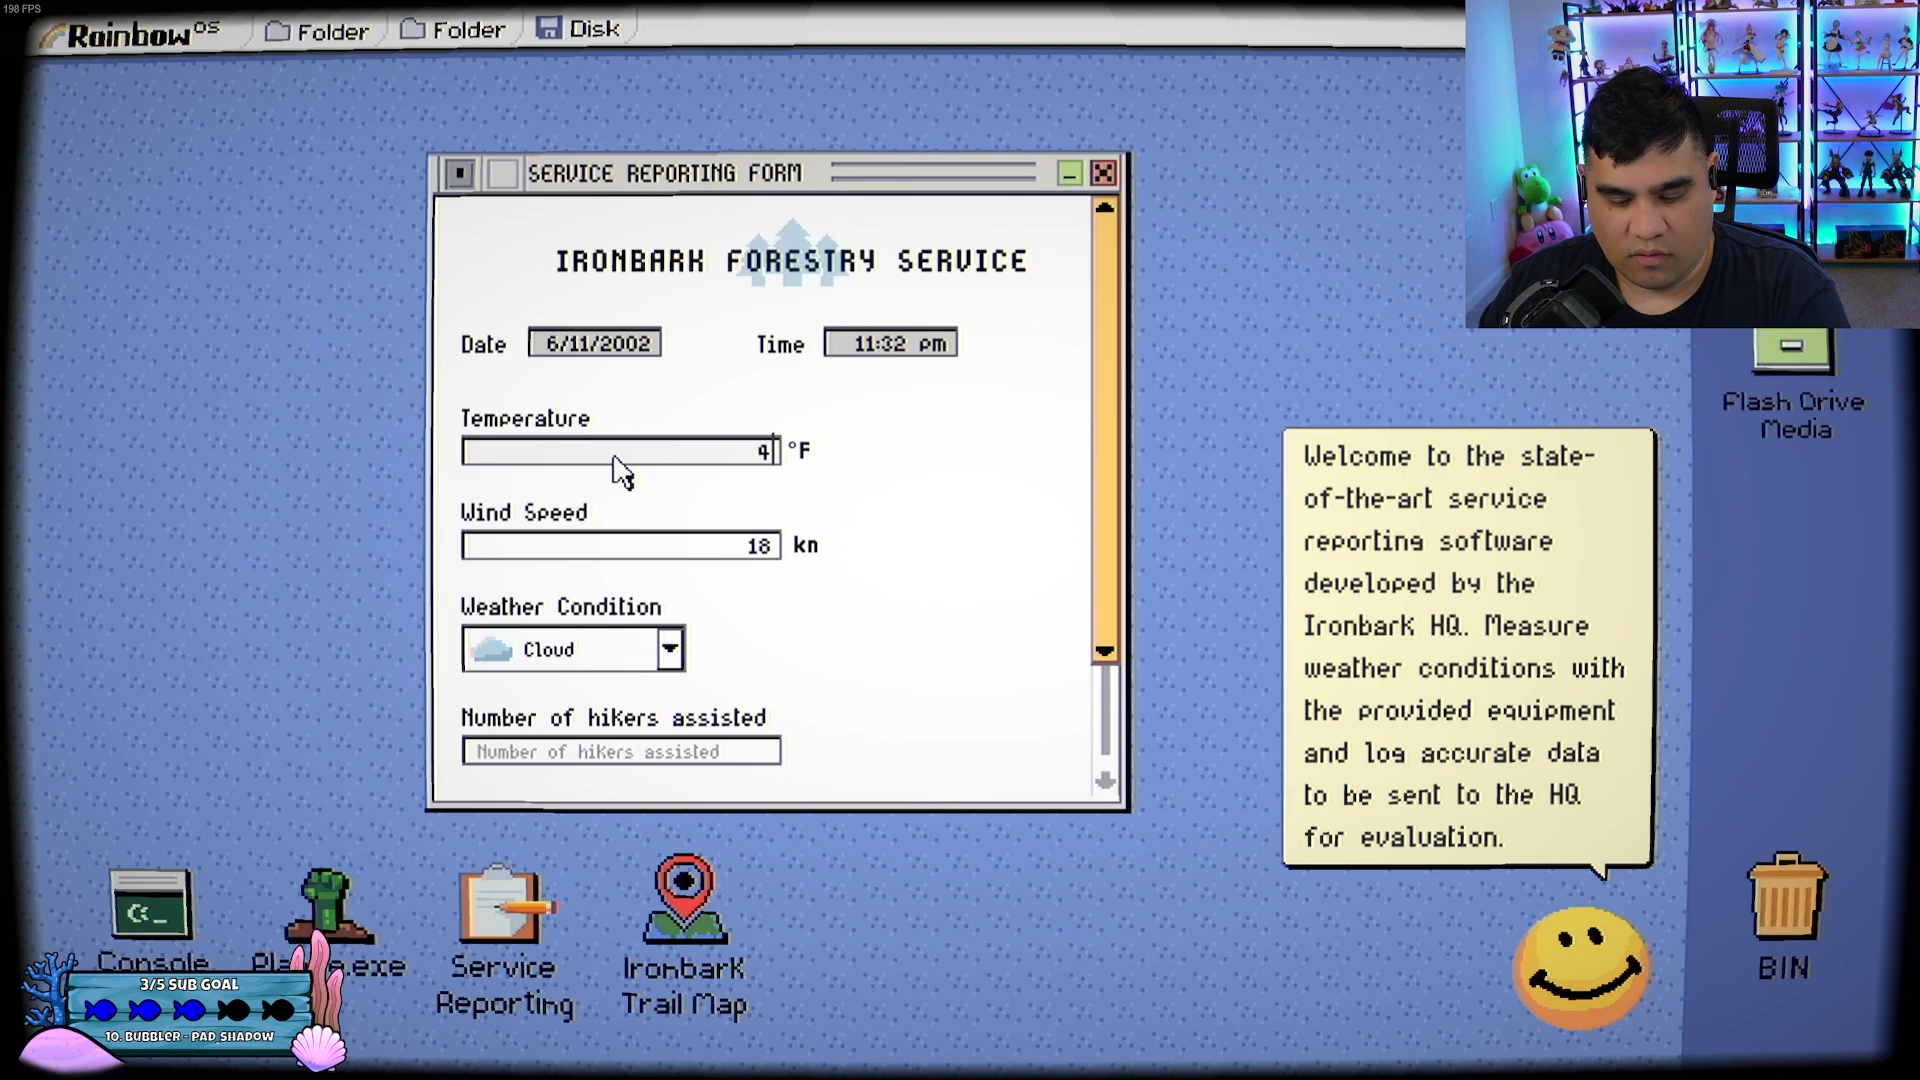 198 FPS
Rainbow OS
Folder
Folder
Disk
SERVICE REPORTING FORM
IRONBARK FORESTRY SERVICE
Date 6/11/2002 Time 11:32 pm
Temperature
4 °F
Wind Speed
18 kn
Weather Condition
Cloud
Number of hikers assisted
Number of hikers assisted
Welcome to the state-
of-the-art service
reporting software
developed by the
Ironbark HQ. Measure
weather conditions with
the provided equipment
and log accurate data
to be sent to the HQ
for evaluation.
Flash Drive
Media
BIN
Console
Service
Reporting
Ironbark
Trail Map
3/5 SUB GOAL
10. BUBBLER - PAD_SHADOW